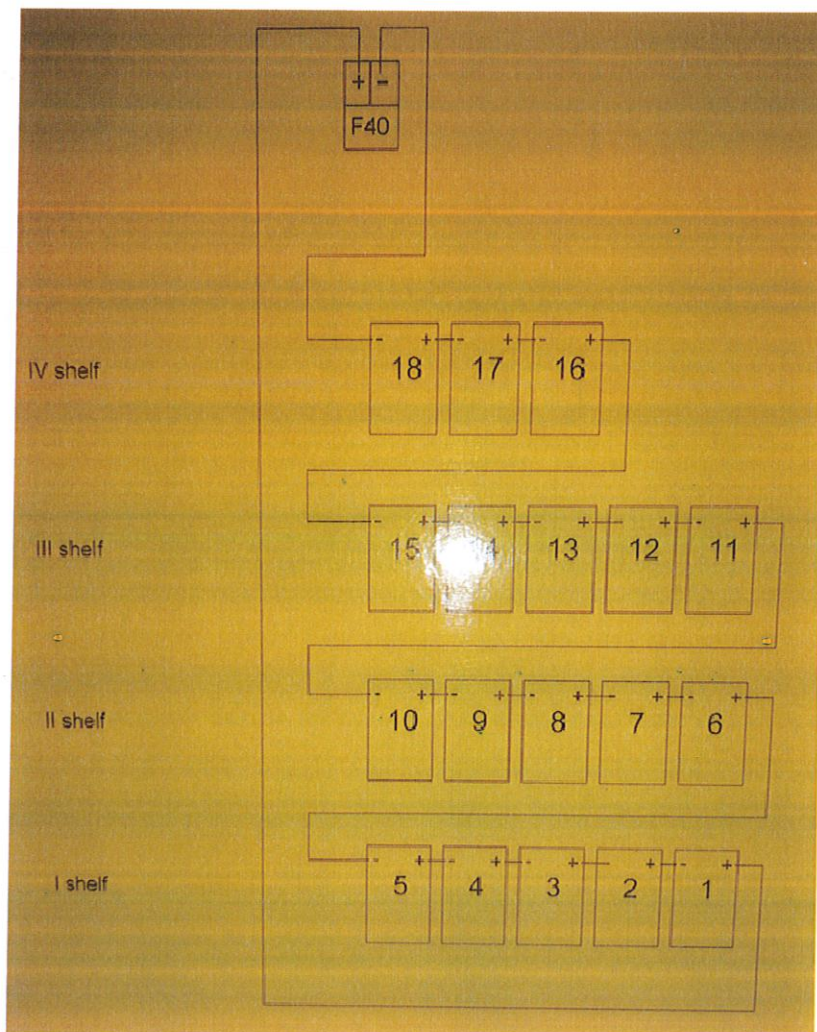 + -
F40
- + - + - +
IV shelf 18 17 16
- + - + - + - + - +
III shelf 15 14 13 12 11
- + - + - + - + - +
II shelf 10 9 8 7 6
- + - + - + - + - +
I shelf 5 4 3 2 1